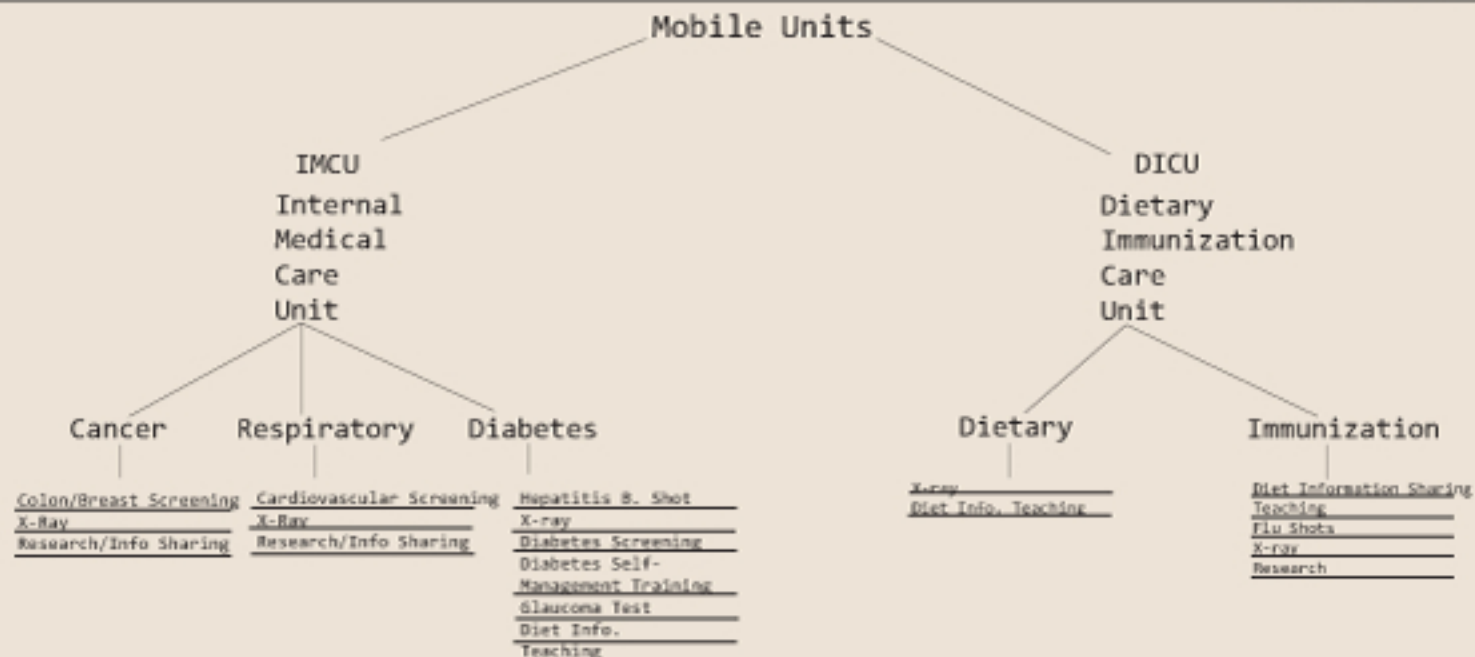 Mobile Units
IMCU
Internal
Medical
Care
Unit
DICU
Dietary
Immunization
Care
Unit
Cancer
Colon/Breast Screening
X-Ray
Research/Info Sharing
Respiratory
Cardiovascular Screening
X-Ray
Research/Info Sharing
Diabetes
Hepatitis B. Shot
X-ray
Diabetes Screening
Diabetes Self-
Management Training
Glaucoma Test
Diet Info.
Teaching
Dietary
X-ray
Diet Info. Teaching
Immunization
Diet Information Sharing
Teaching
Flu Shots
X-ray
Research